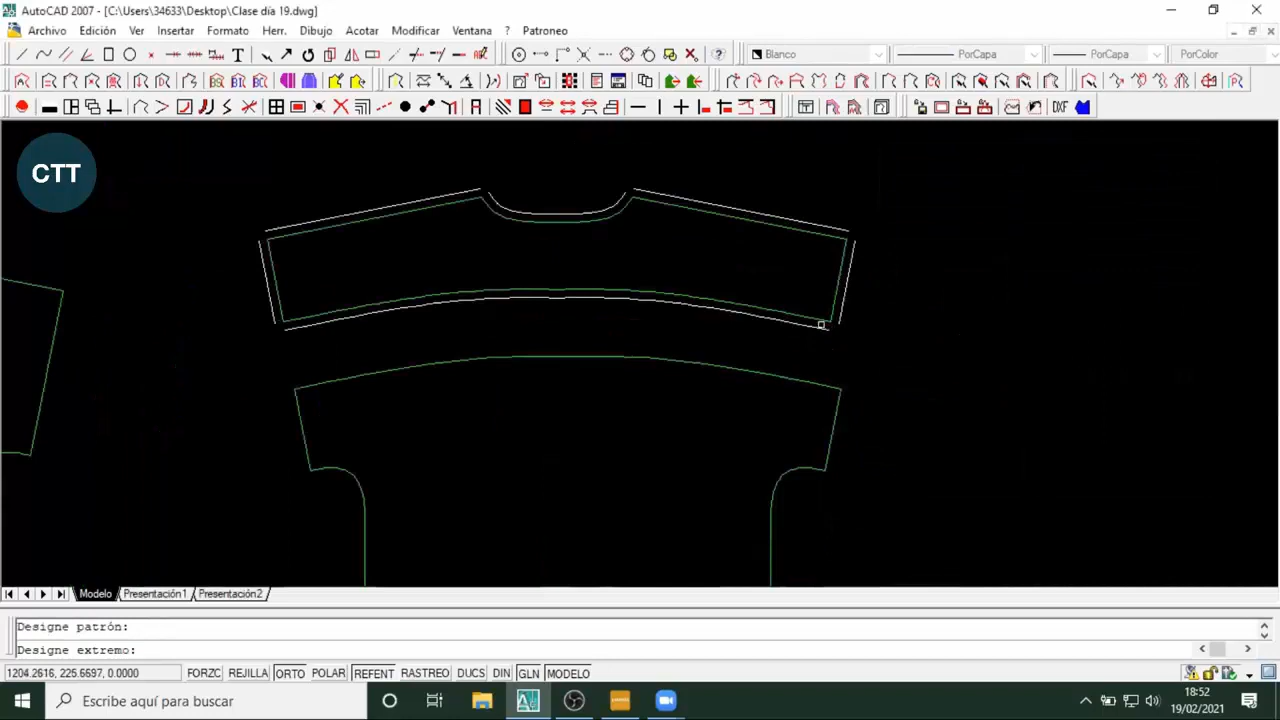 AutoCAD 2007 - [C:\Users\34633\Desktop\Clase día 19.dwg]
Archivo Edición Ver Insertar Formato Herr. Dibujo Acotar Modificar Ventana ? Patroneo
Blanco PorCapa PorCapa PorColor
DXF
CTT
Modelo Presentación1 Presentación2
Designe patrón:
Designe extremo:
1204.2616, 225.6697, 0.0000 FORZC REJILLA ORTO POLAR REFENT RASTREO DUCS DIN GLN MODELO
Escribe aquí para buscar
18:52
19/02/2021